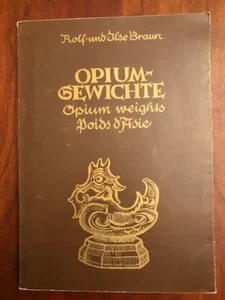 Rolf und Ilse Braun
OPIUM-
GEWICHTE
Opium weights
Poids d'Asie